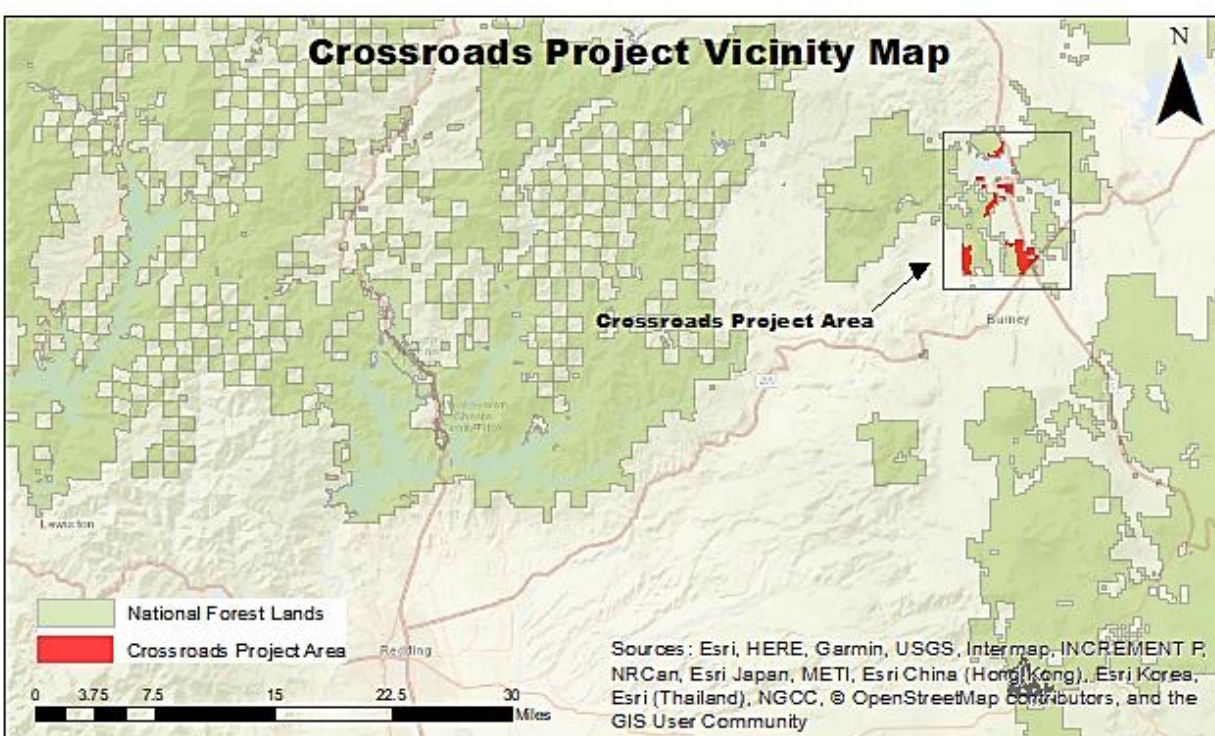 Crossroads Project Vicinity Map
N
Crossroads Project Area
Burney
299
Lewiston
National Forest Lands
Crossroads Project Area
Redding
0 3.75 7.5 15 22.5 30
Miles
Sources: Esri, HERE, Garmin, USGS, Intermap, INCREMENT P,
NRCan, Esri Japan, METI, Esri China (Hong Kong), Esri Korea,
Esri (Thailand), NGCC, © OpenStreetMap contributors, and the
GIS User Community